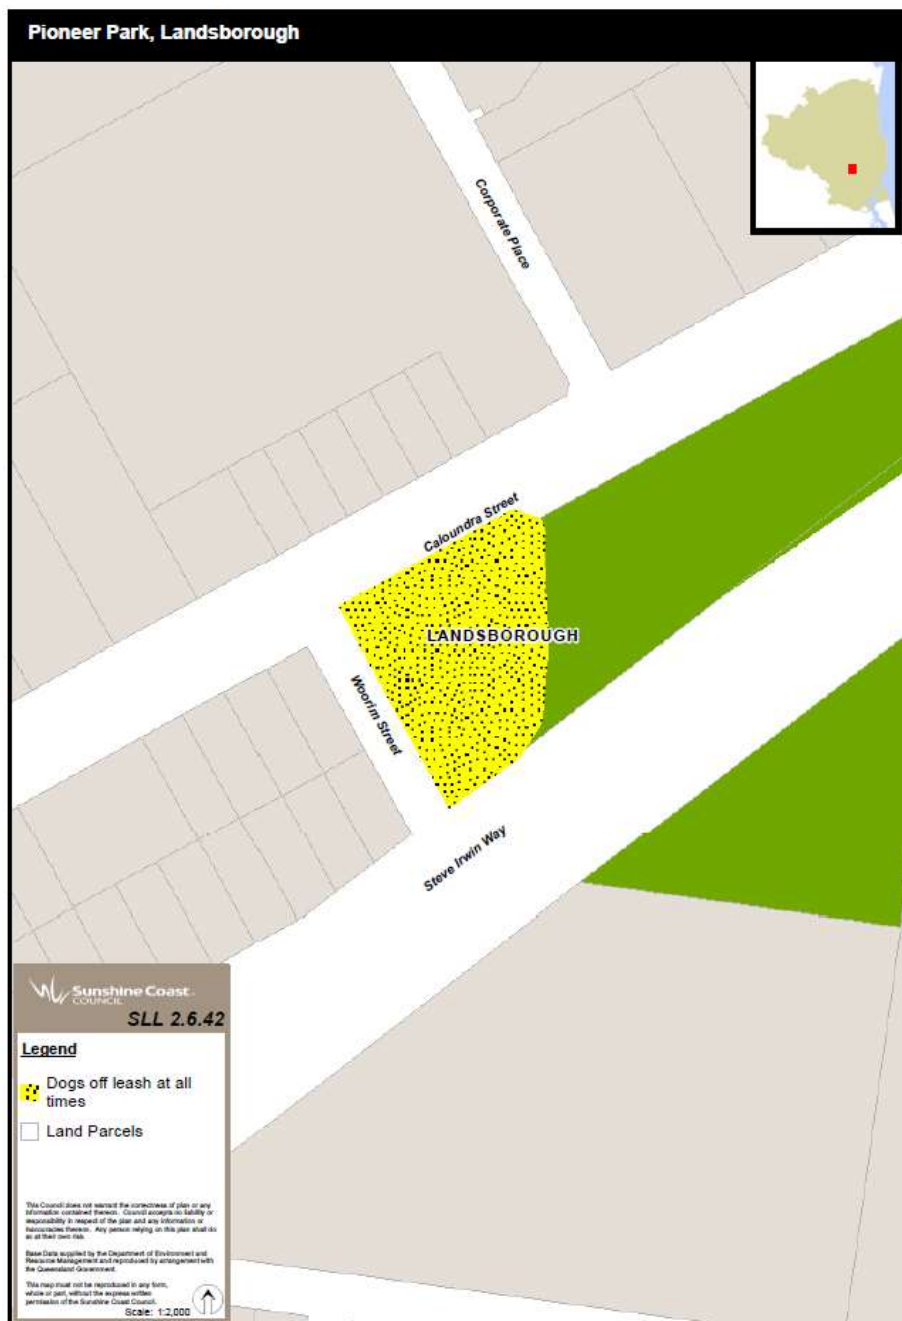 Pioneer Park, Landsborough
Corporate Place
Caloundra Street
LANDSBOROUGH
Woorim Street
Steve Irwin Way
Sunshine Coast
COUNCIL
SLL 2.6.42
Legend
Dogs off leash at all
times
Land Parcels
This Council does not warrant the correctness of plan or any
information contained thereon. Council accepts no liability or
responsibility in respect of the plan and any information or
inaccuracies thereon. Any person relying on this plan shall do
so at their own risk.
Base Data supplied by the Department of Environment and
Resource Management and reproduced by arrangement with
the Queensland Government.
This map must not be reproduced in any form,
whole or part, without the express written
permission of the Sunshine Coast Council.
Scale: 1:2,000